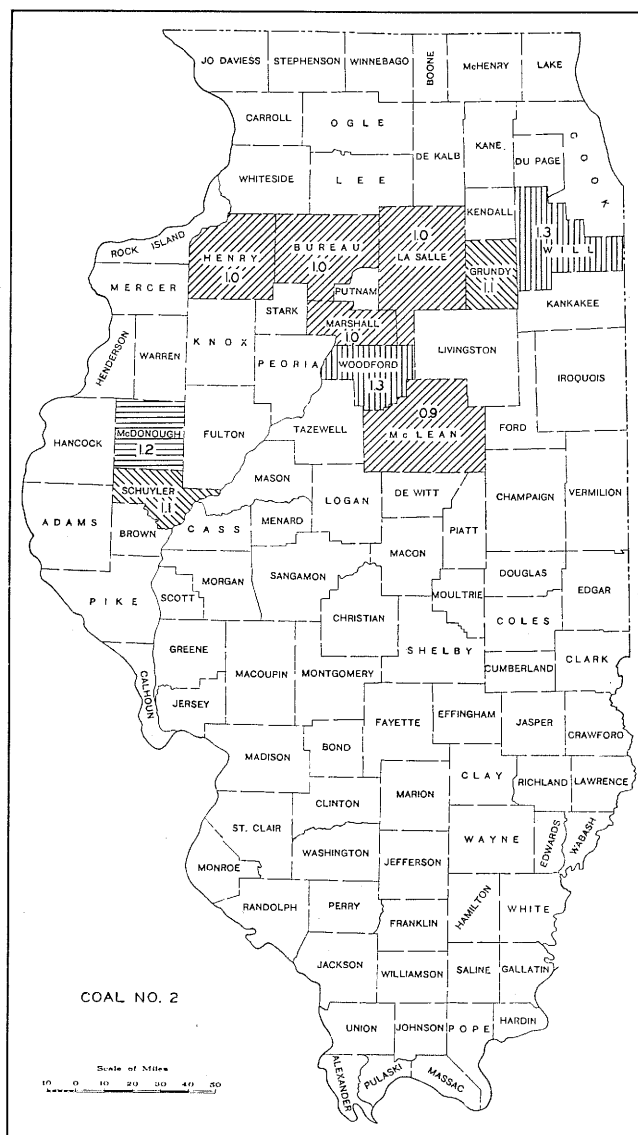 JO DAVIESS STEPHENSON WINNEBAGO BOONE McHENRY LAKE
CARROLL OGLE DE KALB KANE COOK
DU PAGE
WHITESIDE LEE
KENDALL
ROCK ISLAND HENRY 1.0 BUREAU 1.0 1.0 LA SALLE GRUNDY 1.1 1.3 WILL
MERCER STARK PUTNAM KANKAKEE
MARSHALL 1.0
HENDERSON WARREN KNOX PEORIA WOODFORD 1.3 LIVINGSTON IROQUOIS
HANCOCK McDONOUGH 1.2 FULTON TAZEWELL 0.9 McLEAN FORD
SCHUYLER 1.1 MASON LOGAN DE WITT CHAMPAIGN VERMILION
ADAMS BROWN CASS MENARD PIATT
MACON
PIKE SCOTT MORGAN SANGAMON CHRISTIAN MOULTRIE DOUGLAS EDGAR
COLES
GREENE SHELBY
CALHOUN JERSEY MACOUPIN MONTGOMERY CUMBERLAND CLARK
FAYETTE EFFINGHAM JASPER CRAWFORD
MADISON BOND
CLAY RICHLAND LAWRENCE
CLINTON MARION
ST. CLAIR WAYNE EDWARDS WABASH
WASHINGTON JEFFERSON
MONROE
RANDOLPH PERRY HAMILTON WHITE
FRANKLIN
JACKSON WILLIAMSON SALINE GALLATIN
COAL NO. 2
UNION JOHNSON POPE HARDIN
ALEXANDER PULASKI MASSAC
Scale of Miles
10 0 10 20 30 40 50